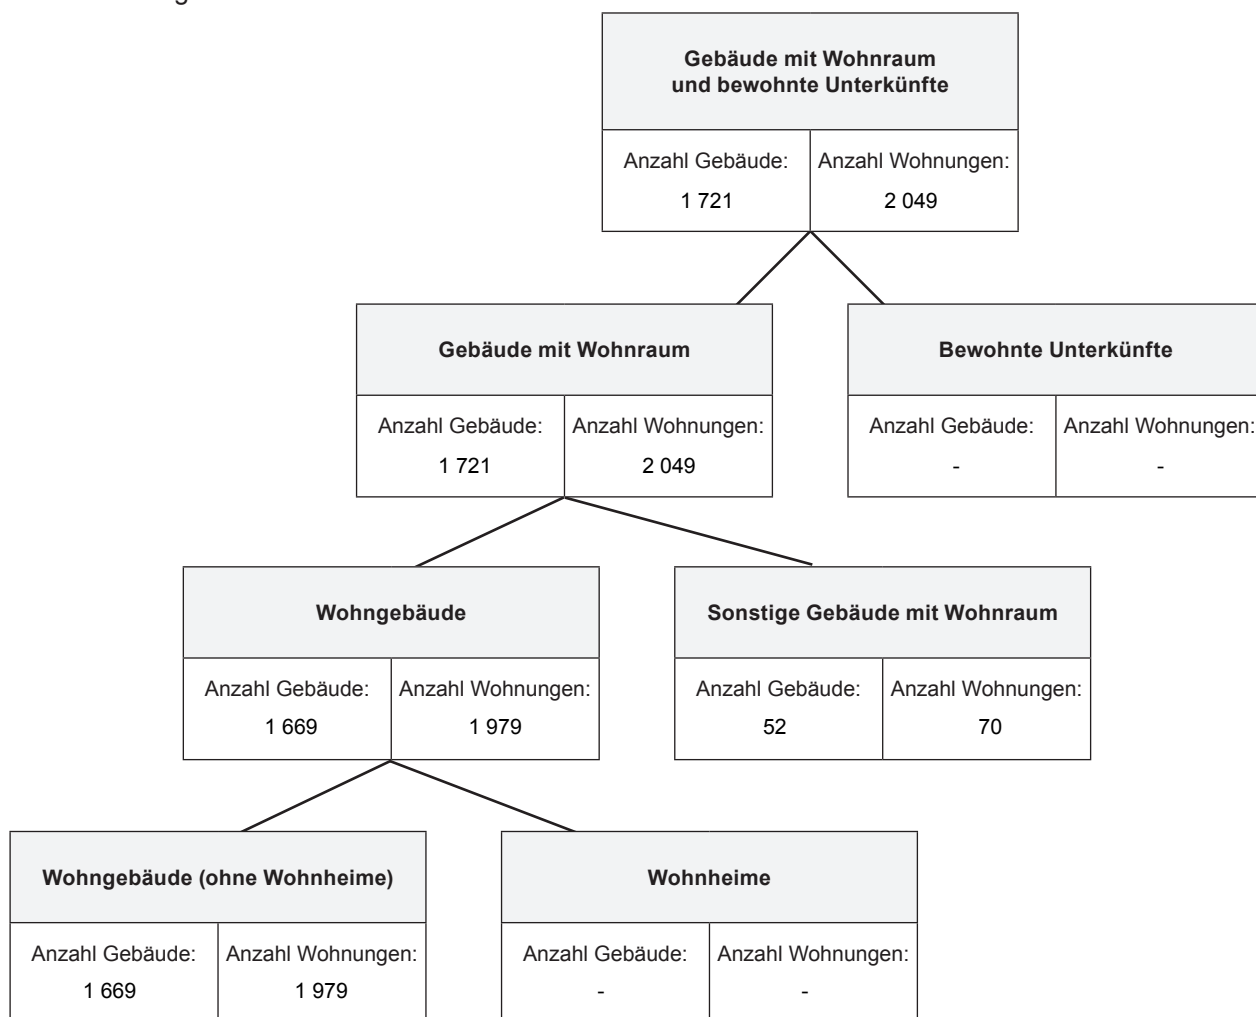 Gebäude mit Wohnraum
und bewohnte Unterkünfte
Anzahl Gebäude:
Anzahl Wohnungen:
1 721
2 049
Gebäude mit Wohnraum
Anzahl Gebäude:
Anzahl Wohnungen:
1 721
2 049
Bewohnte Unterkünfte
Anzahl Gebäude:
Anzahl Wohnungen:
-
-
Wohngebäude
Anzahl Gebäude:
Anzahl Wohnungen:
1 669
1 979
Sonstige Gebäude mit Wohnraum
Anzahl Gebäude:
Anzahl Wohnungen:
52
70
Wohngebäude (ohne Wohnheime)
Anzahl Gebäude:
Anzahl Wohnungen:
1 669
1 979
Wohnheime
Anzahl Gebäude:
Anzahl Wohnungen:
-
-